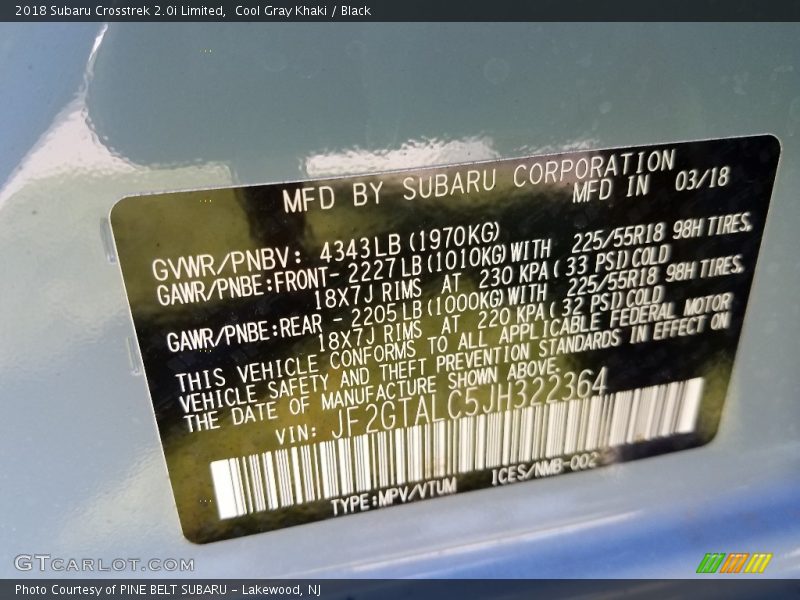 2018 Subaru Crosstrek 2.0i Limited, Cool Gray Khaki / Black
MFD BY SUBARU CORPORATION
MFD IN 03/18
GVWR/PNBV: 4343LB(1970KG)
GAWR/PNBE:FRONT- 2227LB(1010KG)WITH 225/55R18 98H TIRES.
18X7J RIMS AT 230 KPA(33 PSI)COLD
GAWR/PNBE:REAR - 2205LB(1000KG)WITH 225/55R18 98H TIRES.
18X7J RIMS AT 220 KPA(32 PSI)COLD
THIS VEHICLE CONFORMS TO ALL APPLICABLE FEDERAL MOTOR
VEHICLE SAFETY AND THEFT PREVENTION STANDARDS IN EFFECT ON
THE DATE OF MANUFACTURE SHOWN ABOVE.
VIN: JF2GTALC5JH322364
TYPE:MPV/VTUM ICES/NMB-002
GTCARLOT.COM
Photo Courtesy of PINE BELT SUBARU - Lakewood, NJ